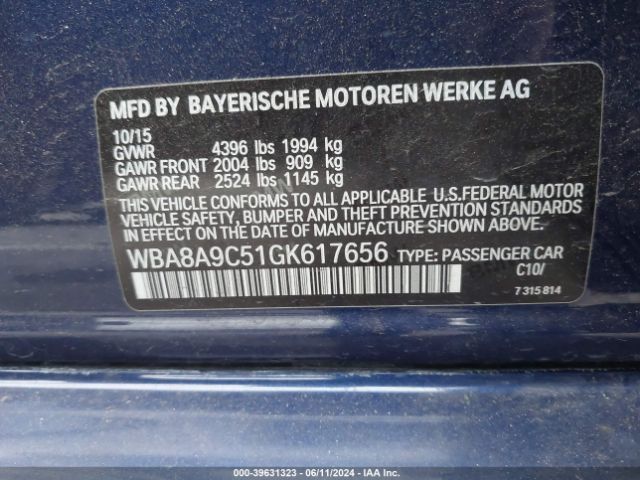 MFD BY BAYERISCHE MOTOREN WERKE AG
10/15
GVWR 4396 lbs 1994 kg
GAWR FRONT 2004 lbs 909 kg
GAWR REAR 2524 lbs 1145 kg
THIS VEHICLE CONFORMS TO ALL APPLICABLE U.S.FEDERAL MOTOR
VEHICLE SAFETY, BUMPER AND THEFT PREVENTION STANDARDS
IN EFFECT ON THE DATE OF MANUFACTURE SHOWN ABOVE.
WBA8A9C51GK617656 TYPE: PASSENGER CAR
C10/
7 315 814
000-39631323 - 06/11/2024 - IAA Inc.